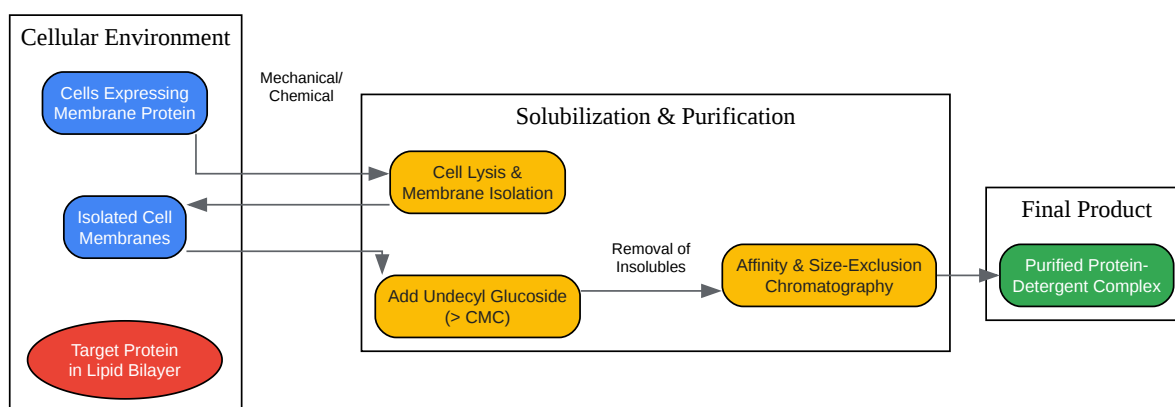 Cellular Environment
Cells Expressing
Membrane Protein
Isolated Cell
Membranes
Target Protein
in Lipid Bilayer
Mechanical/
Chemical
Solubilization & Purification
Cell Lysis &
Membrane Isolation
Add Undecyl Glucoside
(> CMC)
Removal of
Insolubles
Affinity & Size-Exclusion
Chromatography
Final Product
Purified Protein-
Detergent Complex